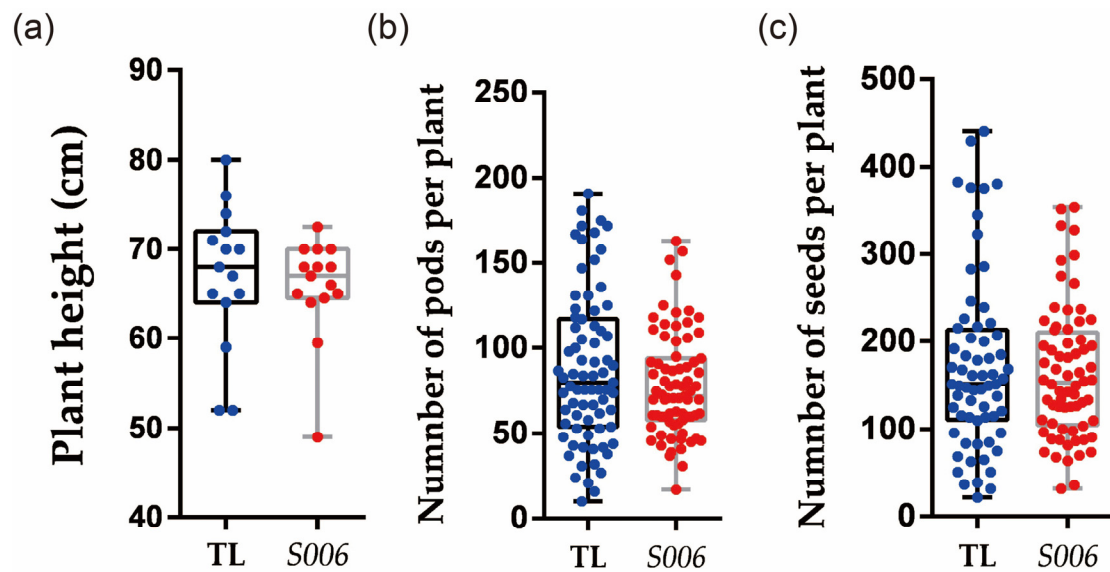 (a)
Plant height (cm)
90
80
70
60
50
40
TL
S006
(b)
Numnber of pods per plant
250
200
150
100
50
0
TL
S006
(c)
Numnber of seeds per plant
500
400
300
200
100
0
TL
S006